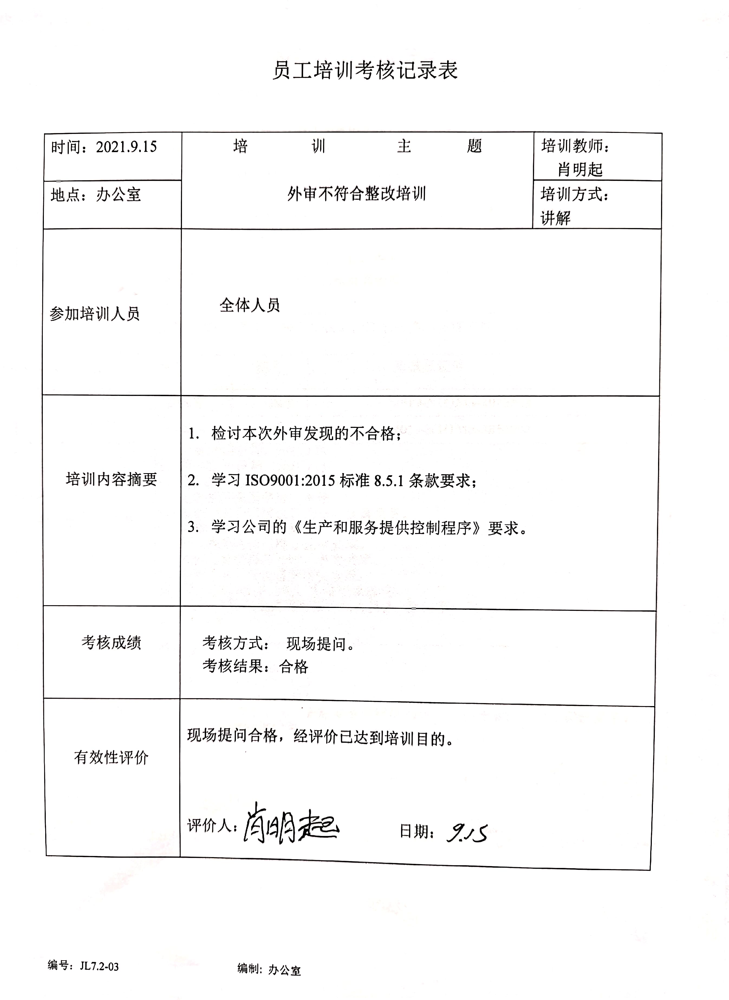 员工培训考核记录表
时间：2021.9.15
培 训 主 题
培训教师：
肖明起
地点：办公室
外审不符合整改培训
培训方式：
讲解
参加培训人员
全体人员
培训内容摘要
1. 检讨本次外审发现的不合格；
2. 学习 ISO9001:2015 标准 8.5.1 条款要求；
3. 学习公司的《生产和服务提供控制程序》要求。
考核成绩
考核方式： 现场提问。
考核结果：合格
有效性评价
现场提问合格，经评价已达到培训目的。
评价人：肖明起 日期：9.15
编号：JL7.2-03 编制：办公室